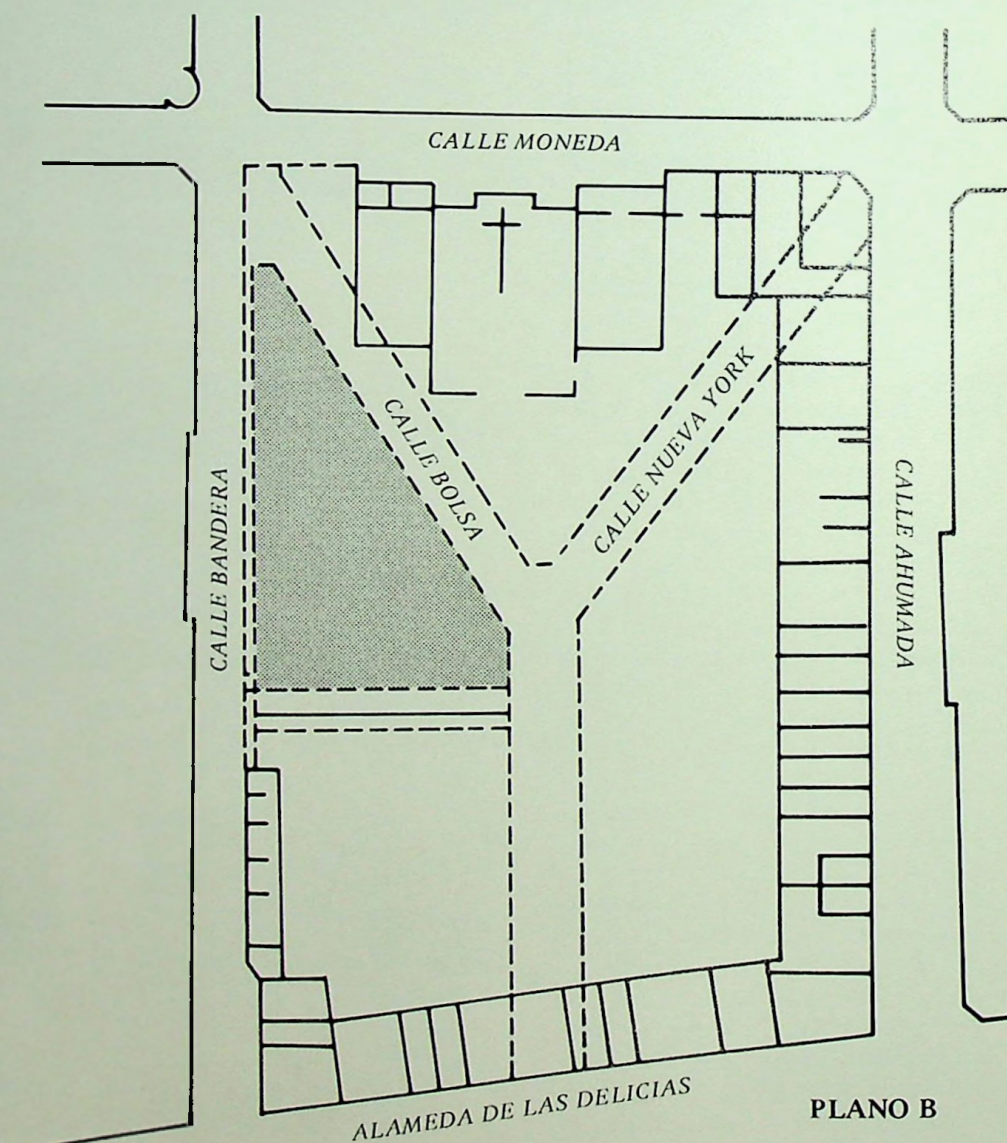 CALLE MONEDA
CALLE BOLSA
CALLE NUEVA YORK
CALLE BANDERA
CALLE AHUMADA
ALAMEDA DE LAS DELICIAS
PLANO B